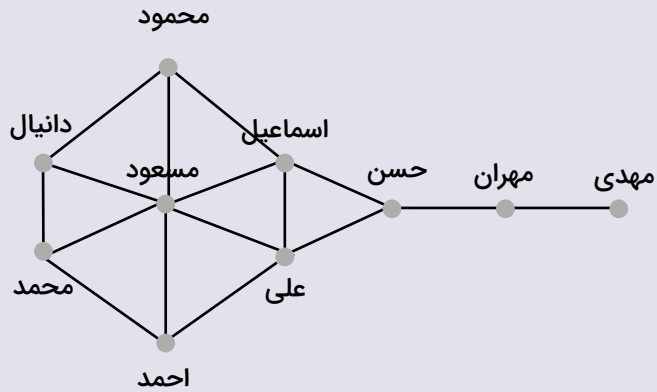 محمود
دانیال
اسماعیل
مسعود
حسن
مهران
مهدی
محمد
علی
احمد